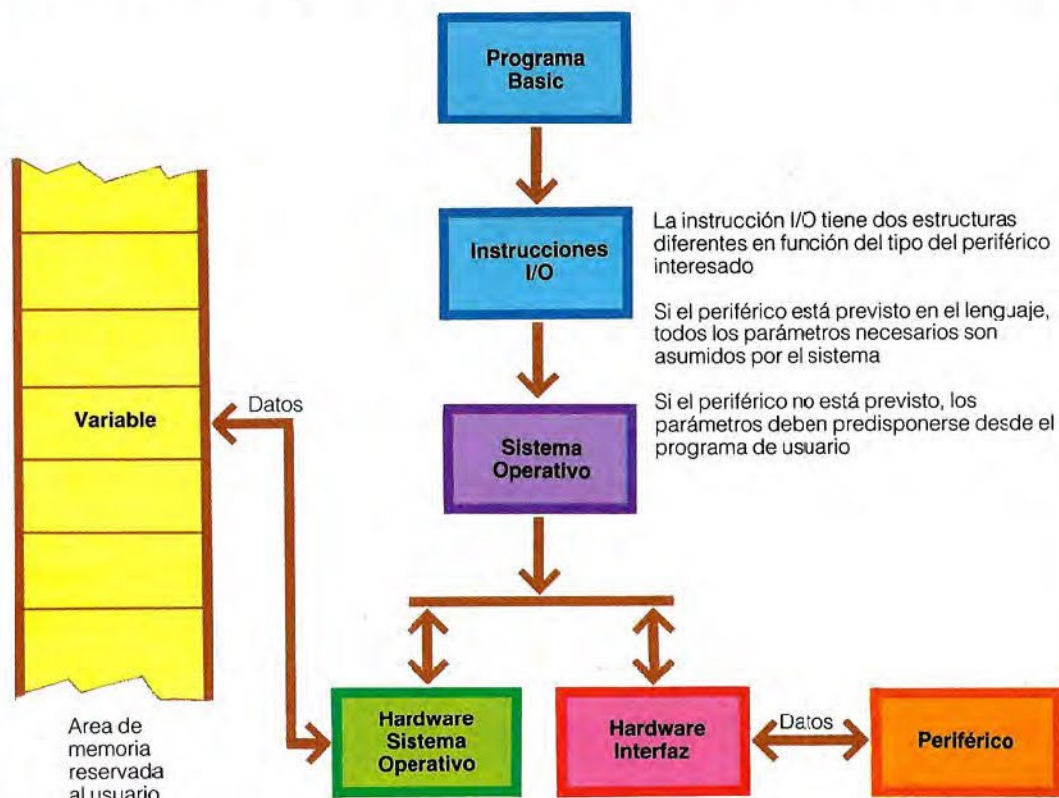 Programa
Basic
Instrucciones
I/O
La instrucción I/O tiene dos estructuras
diferentes en función del tipo del periférico
interesado
Si el periférico está previsto en el lenguaje,
todos los parámetros necesarios son
asumidos por el sistema
Si el periférico no está previsto, los
parámetros deben predisponerse desde el
programa de usuario
Variable
Datos
Sistema
Operativo
Hardware
Sistema
Operativo
Hardware
Interfaz
Datos
Periférico
Area de
memoria
reservada
al usuario